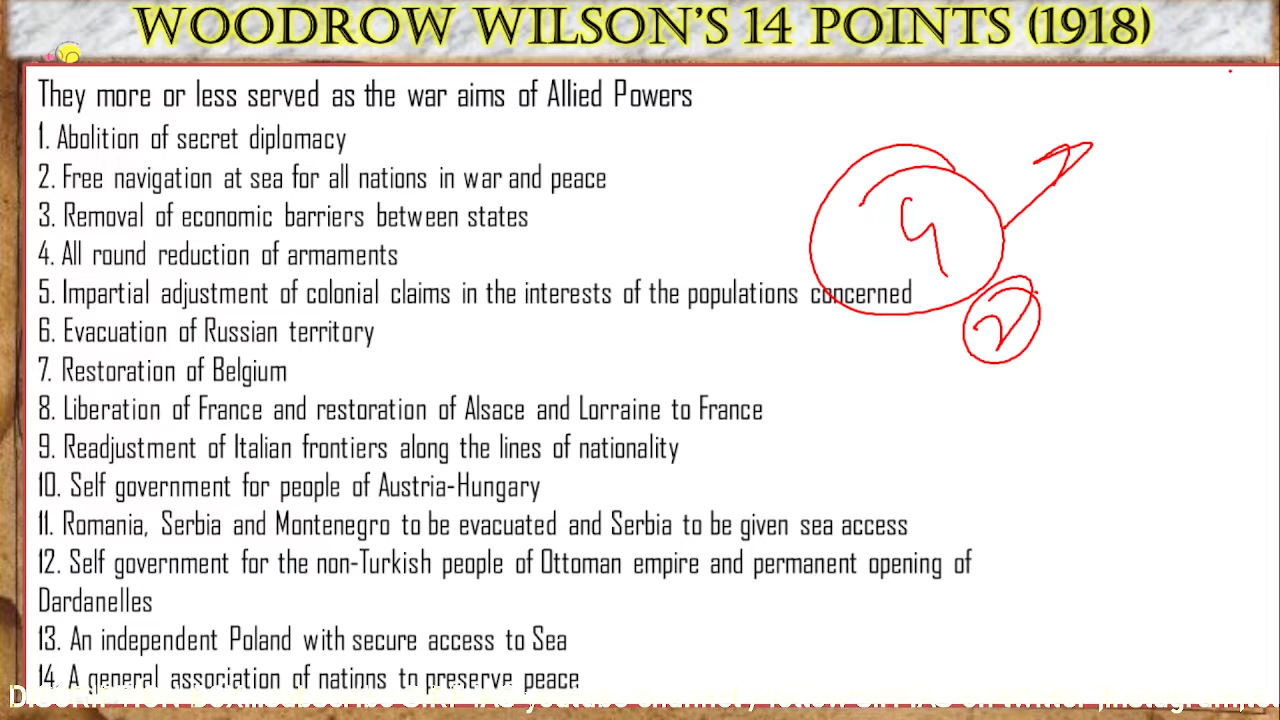 WOODROW WILSON'S 14 POINTS (1918)
They more or less served as the war aims of Allied Powers
1. Abolition of secret diplomacy
2. Free navigation at sea for all nations in war and peace
3. Removal of economic barriers between states
4. All round reduction of armaments
5. Impartial adjustment of colonial claims in the interests of the populations concerned
6. Evacuation of Russian territory
7. Restoration of Belgium
8. Liberation of France and restoration of Alsace and Lorraine to France
9. Readjustment of Italian frontiers along the lines of nationality
10. Self government for people of Austria-Hungary
11. Romania, Serbia and Montenegro to be evacuated and Serbia to be given sea access
12. Self government for the non-Turkish people of Ottoman empire and permanent opening of
Dardanelles
13. An independent Poland with secure access to Sea
14. A general association of nations to preserve peace